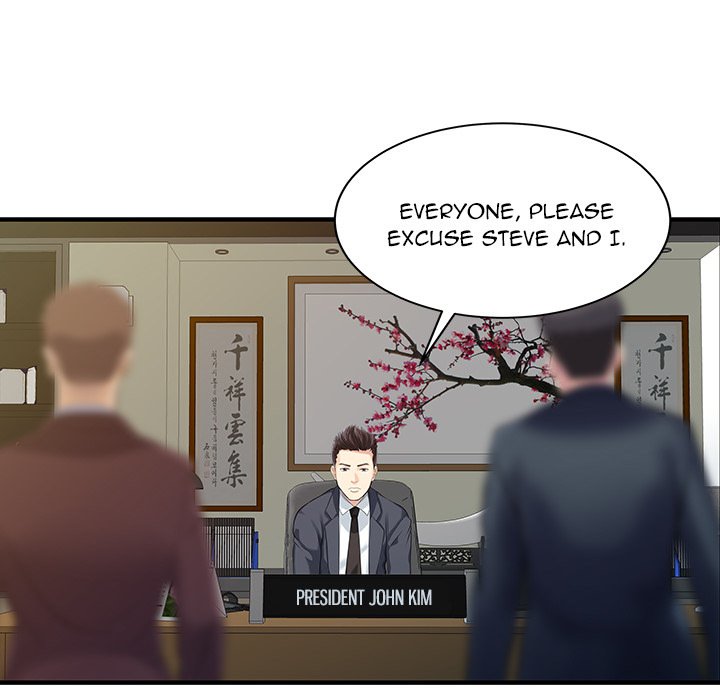 EVERYONE, PLEASE
EXCUSE STEVE AND I.
千祥雲集
千祥
PRESIDENT JOHN KIM